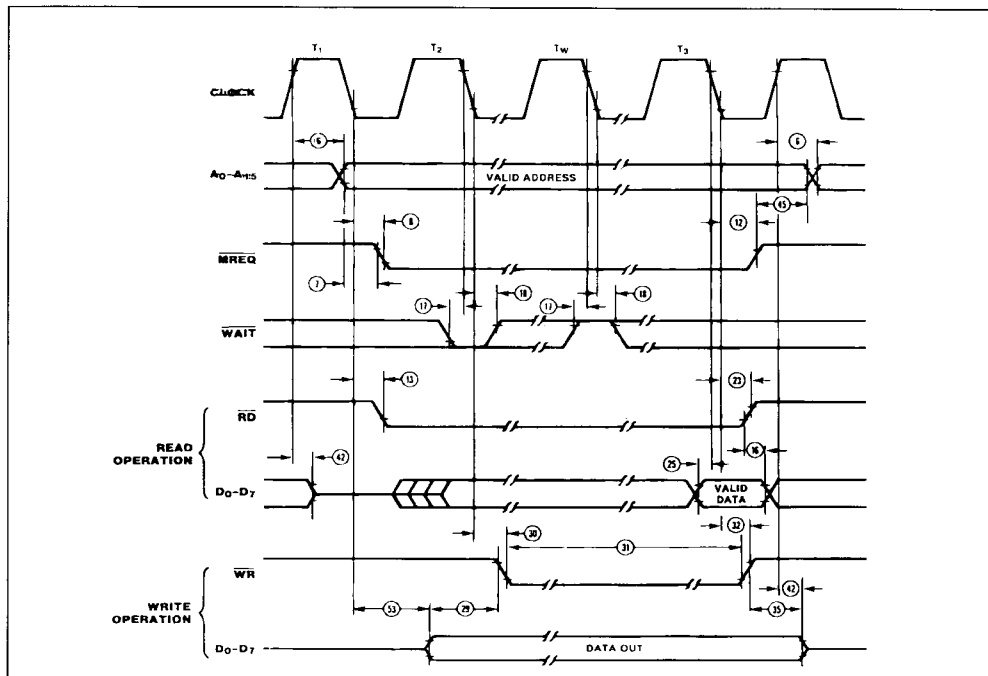 T1 T2 TW T3
CLOCK
16 6
A0–A15 VALID ADDRESS
45
8 12
MREQ
7
17 18 17 18
WAIT
13 23
RD
READ OPERATION
42 25 16
D0–D7 VALID DATA
30 31 32
WR
42
WRITE OPERATION
53 29 35
D0–D7 DATA OUT